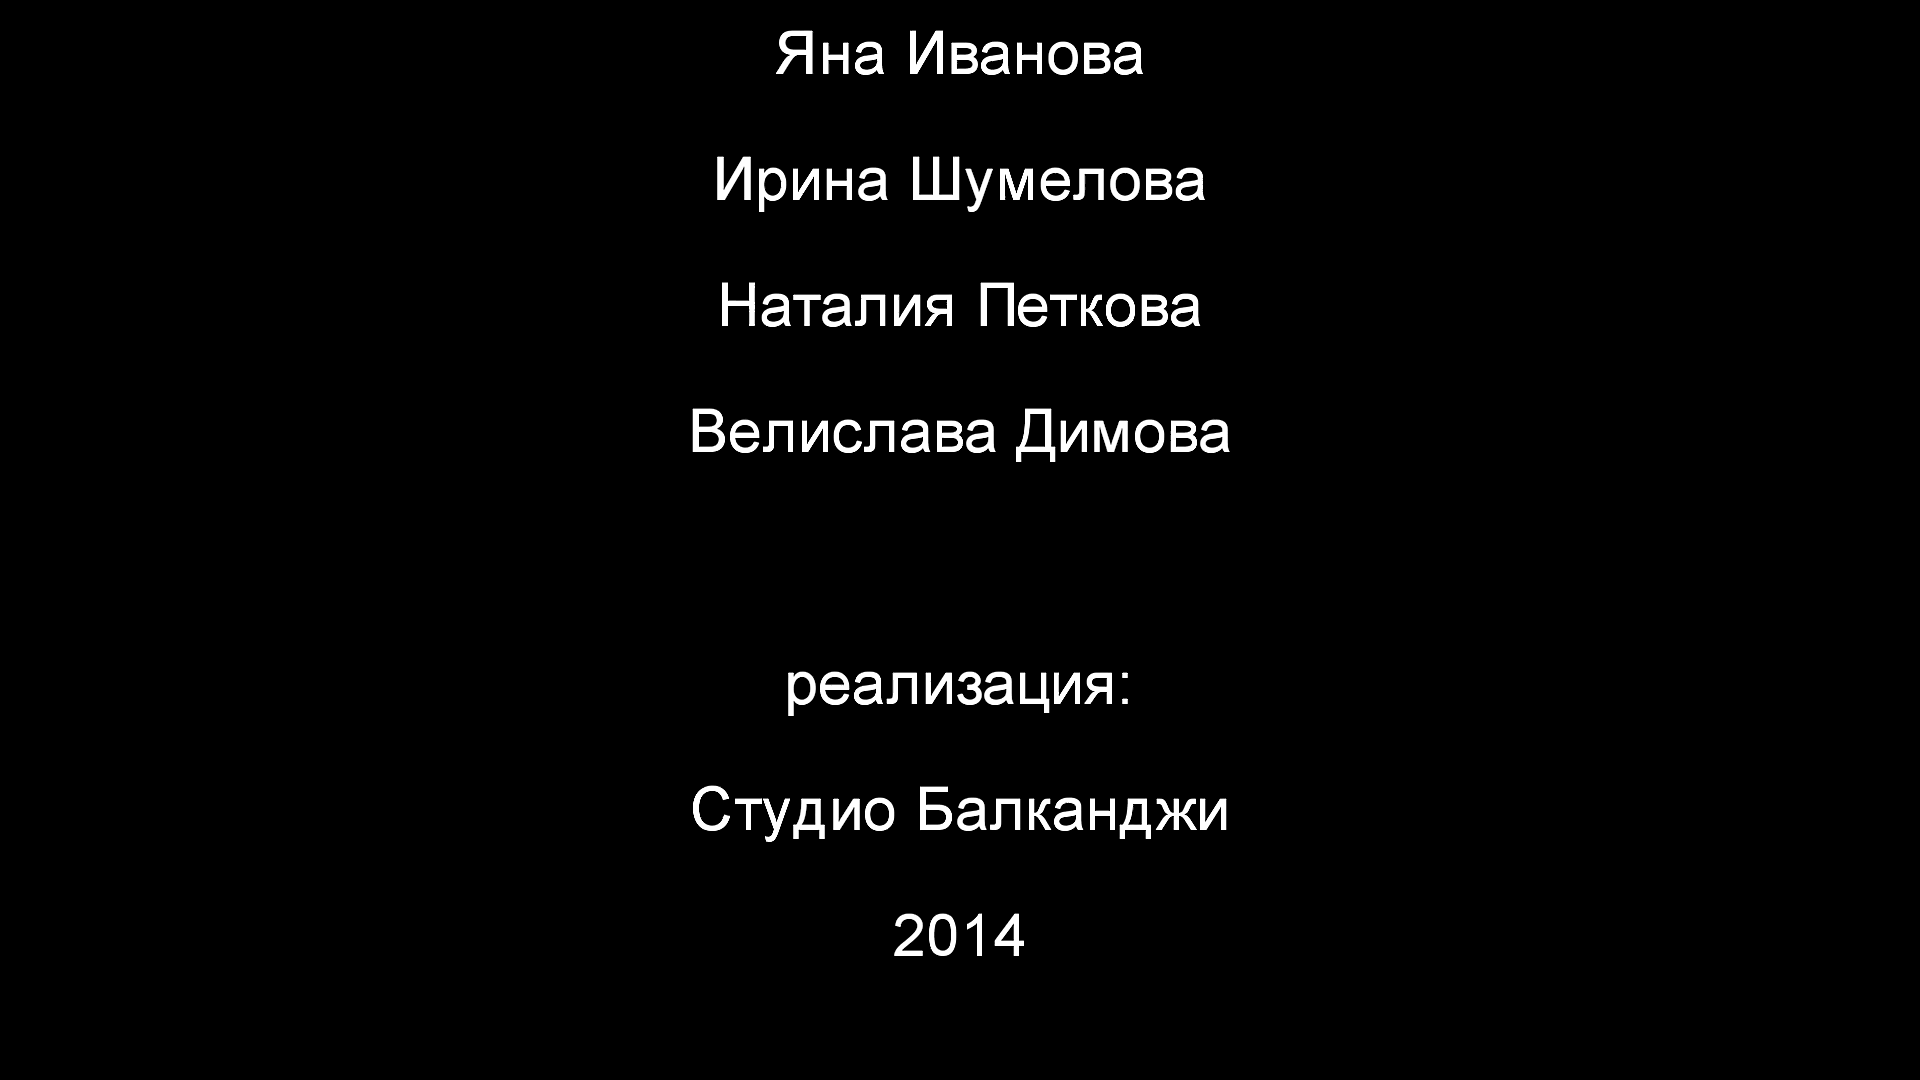 Яна Иванова
Ирина Шумелова
Наталия Петкова
Велислава Димова
реализация:
Студио Балканджи
2014